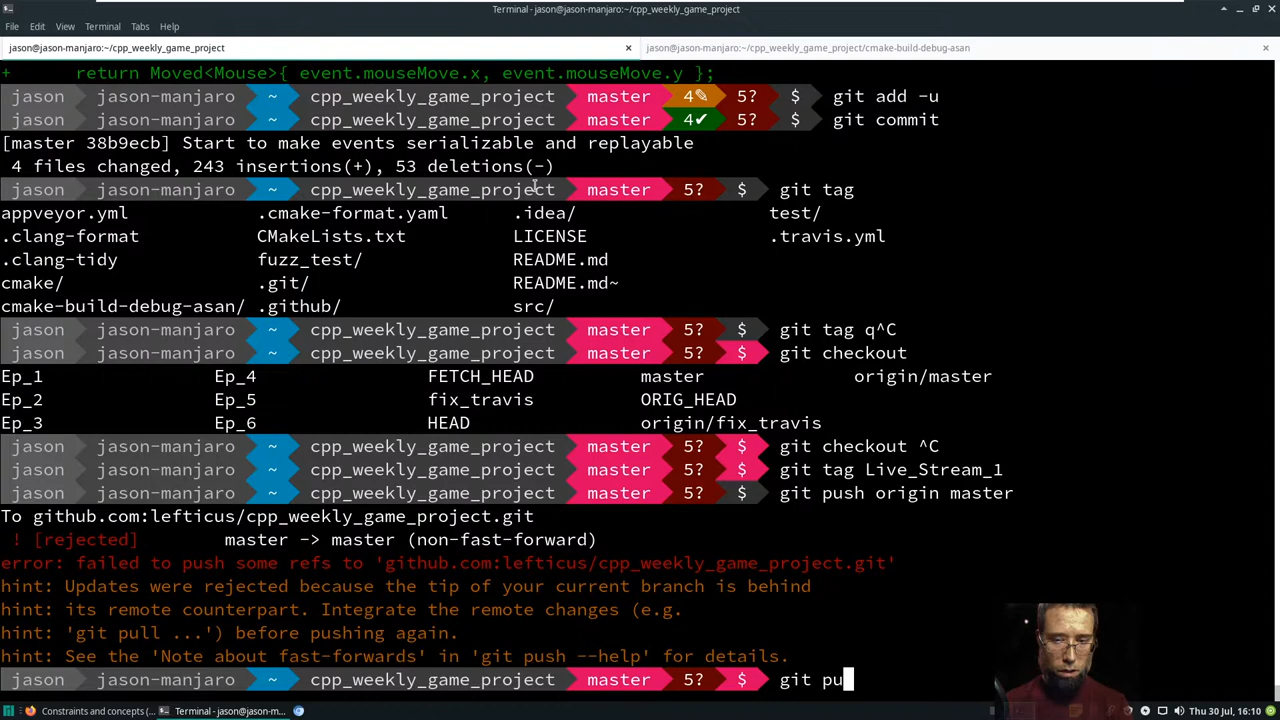 Terminal - jason@jason-manjaro:~/cpp_weekly_game_project
File Edit View Terminal Tabs Help
jason@jason-manjaro:~/cpp_weekly_game_project × jason@jason-manjaro:~/cpp_weekly_game_project/cmake-build-debug-asan ×
+ return Moved<Mouse>{ event.mouseMove.x, event.mouseMove.y };
jason jason-manjaro ~ cpp_weekly_game_project master 4✎ 5? $ git add -u
jason jason-manjaro ~ cpp_weekly_game_project master 4✔ 5? $ git commit
[master 38b9ecb] Start to make events serializable and replayable
4 files changed, 243 insertions(+), 53 deletions(-)
jason jason-manjaro ~ cpp_weekly_game_project master 5? $ git tag
appveyor.yml .cmake-format.yaml .idea/ test/
.clang-format CMakeLists.txt LICENSE .travis.yml
.clang-tidy fuzz_test/ README.md
cmake/ .git/ README.md~
cmake-build-debug-asan/ .github/ src/
jason jason-manjaro ~ cpp_weekly_game_project master 5? $ git tag q^C
jason jason-manjaro ~ cpp_weekly_game_project master 5? $ git checkout
Ep_1 Ep_4 FETCH_HEAD master origin/master
Ep_2 Ep_5 fix_travis ORIG_HEAD
Ep_3 Ep_6 HEAD origin/fix_travis
jason jason-manjaro ~ cpp_weekly_game_project master 5? $ git checkout ^C
jason jason-manjaro ~ cpp_weekly_game_project master 5? $ git tag Live_Stream_1
jason jason-manjaro ~ cpp_weekly_game_project master 5? $ git push origin master
To github.com:lefticus/cpp_weekly_game_project.git
! [rejected] master -> master (non-fast-forward)
error: failed to push some refs to 'github.com:lefticus/cpp_weekly_game_project.git'
hint: Updates were rejected because the tip of your current branch is behind
hint: its remote counterpart. Integrate the remote changes (e.g.
hint: 'git pull ...') before pushing again.
hint: See the 'Note about fast-forwards' in 'git push --help' for details.
jason jason-manjaro ~ cpp_weekly_game_project master 5? $ git pu
Constraints and concepts (... Terminal - jason@jason-m... Thu 30 Jul, 16:10